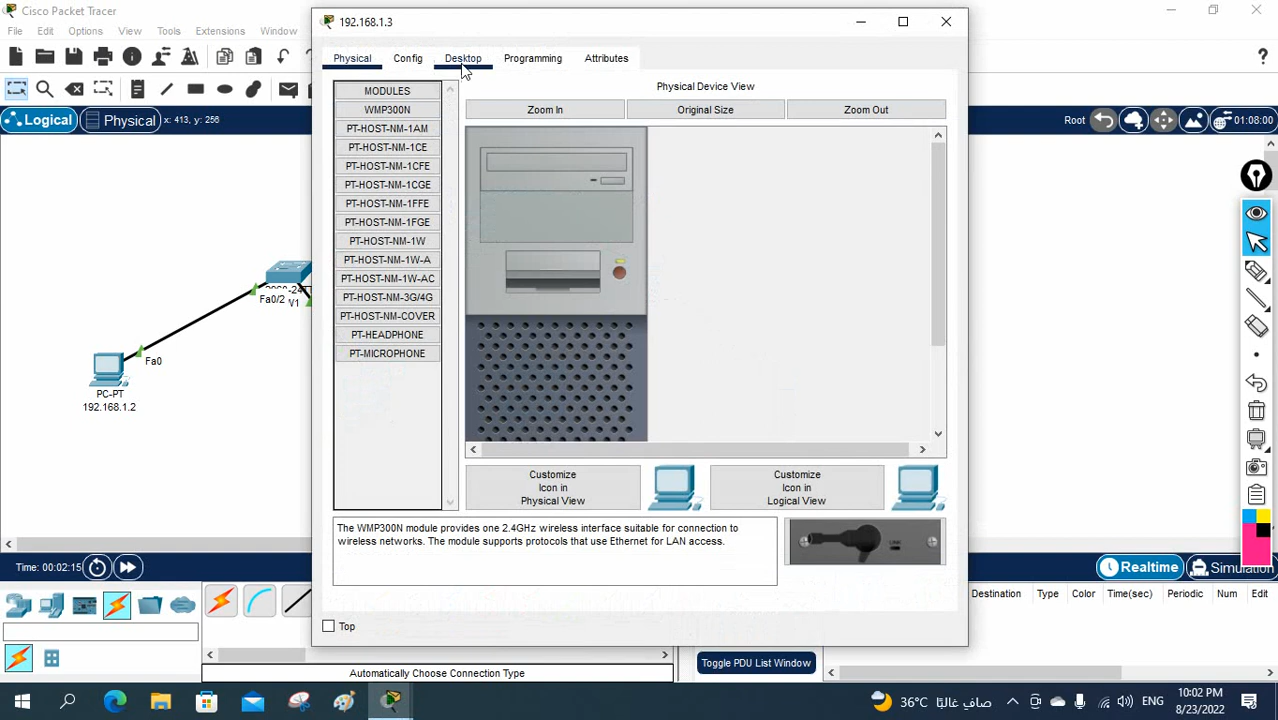 Cisco Packet Tracer
File Edit Options View Tools Extensions Window
Logical Physical x: 413, y: 256
Root 01:08:00
Fa0/2
V1
Fa0
PC-PT
192.168.1.2
192.168.1.3
Physical Config Desktop Programming Attributes
MODULES
WMP300N
PT-HOST-NM-1AM
PT-HOST-NM-1CE
PT-HOST-NM-1CFE
PT-HOST-NM-1CGE
PT-HOST-NM-1FFE
PT-HOST-NM-1FGE
PT-HOST-NM-1W
PT-HOST-NM-1W-A
PT-HOST-NM-1W-AC
PT-HOST-NM-3G/4G
PT-HOST-NM-COVER
PT-HEADPHONE
PT-MICROPHONE
Physical Device View
Zoom In Original Size Zoom Out
Customize
Icon in
Physical View
Customize
Icon in
Logical View
The WMP300N module provides one 2.4GHz wireless interface suitable for connection to
wireless networks. The module supports protocols that use Ethernet for LAN access.
Top
Time: 00:02:15
Realtime Simulation
Destination Type Color Time(sec) Periodic Num Edit
Toggle PDU List Window
Automatically Choose Connection Type
36°C صافٍ غالبًا
ENG
10:02 PM
8/23/2022